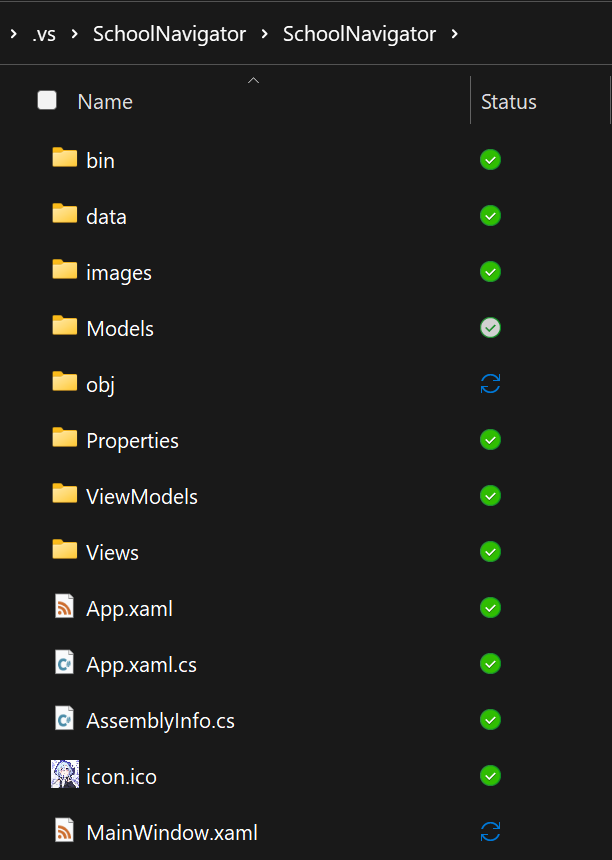 .vs SchoolNavigator SchoolNavigator
Name Status
bin
data
images
Models
obj
Properties
ViewModels
Views
App.xaml
App.xaml.cs
AssemblyInfo.cs
icon.ico
MainWindow.xaml